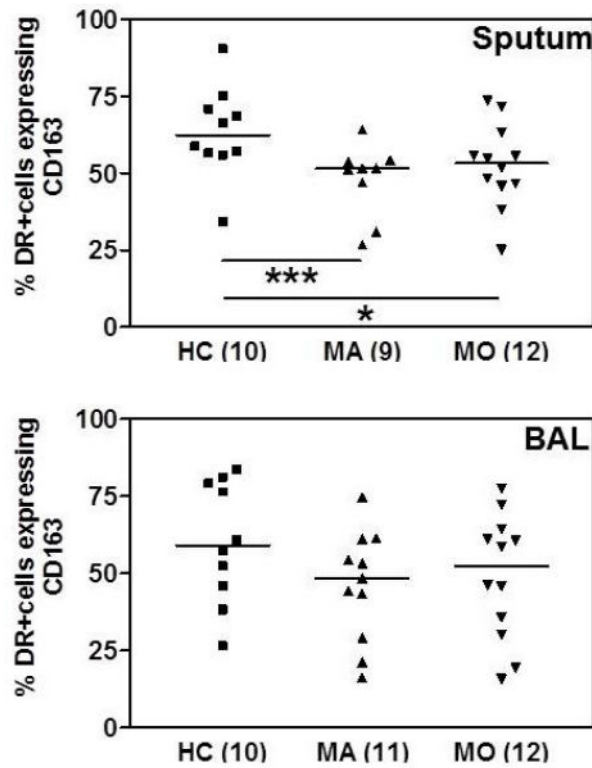 100
Sputum
% DR+cells expressing
CD163
75
50
25
***
*
0
HC (10) MA (9) MO (12)
100
BAL
% DR+cells expressing
CD163
75
50
25
0
HC (10) MA (11) MO (12)